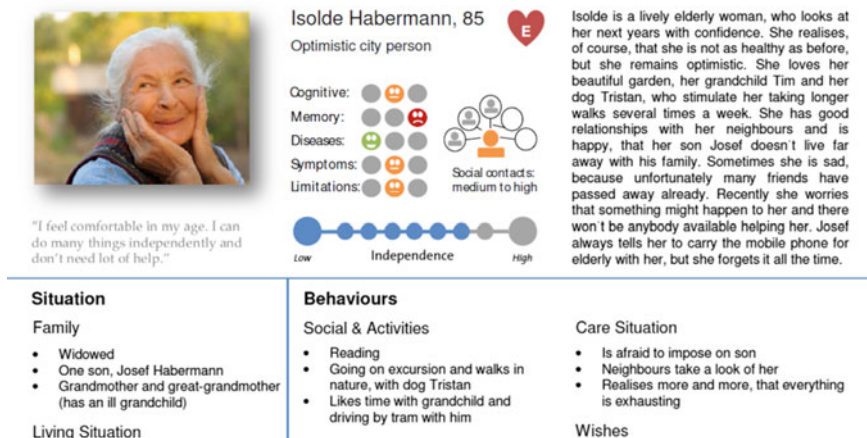 Isolde Habermann, 85
Optimistic city person
E
Cognitive:
Memory:
Diseases:
Symptoms:
Limitations:
Social contacts:
medium to high
Low
Independence
High
"I feel comfortable in my age. I can
do many things independently and
don't need lot of help."
Isolde is a lively elderly woman, who looks at
her next years with confidence. She realises,
of course, that she is not as healthy as before,
but she remains optimistic. She loves her
beautiful garden, her grandchild Tim and her
dog Tristan, who stimulate her taking longer
walks several times a week. She has good
relationships with her neighbours and is
happy, that her son Josef doesn't live far
away with his family. Sometimes she is sad,
because unfortunately many friends have
passed away already. Recently she worries
that something might happen to her and there
won't be anybody available helping her. Josef
always tells her to carry the mobile phone for
elderly with her, but she forgets it all the time.
Situation
Family
• Widowed
• One son, Josef Habermann
• Grandmother and great-grandmother
(has an ill grandchild)
Living Situation
Behaviours
Social & Activities
• Reading
• Going on excursion and walks in
nature, with dog Tristan
• Likes time with grandchild and
driving by tram with him
Care Situation
• Is afraid to impose on son
• Neighbours take a look of her
• Realises more and more, that everything
is exhausting
Wishes